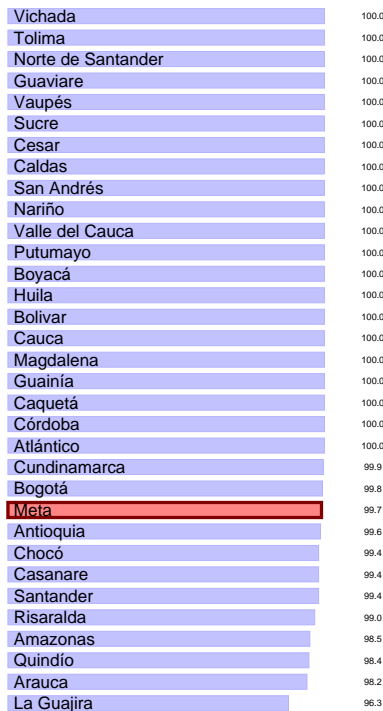 Vichada 100.0
Tolima 100.0
Norte de Santander 100.0
Guaviare 100.0
Vaupés 100.0
Sucre 100.0
Cesar 100.0
Caldas 100.0
San Andrés 100.0
Nariño 100.0
Valle del Cauca 100.0
Putumayo 100.0
Boyacá 100.0
Huila 100.0
Bolivar 100.0
Cauca 100.0
Magdalena 100.0
Guainía 100.0
Caquetá 100.0
Córdoba 100.0
Atlántico 100.0
Cundinamarca 99.9
Bogotá 99.8
Meta 99.7
Antioquia 99.6
Chocó 99.4
Casanare 99.4
Santander 99.4
Risaralda 99.0
Amazonas 98.5
Quindío 98.4
Arauca 98.2
La Guajira 96.3